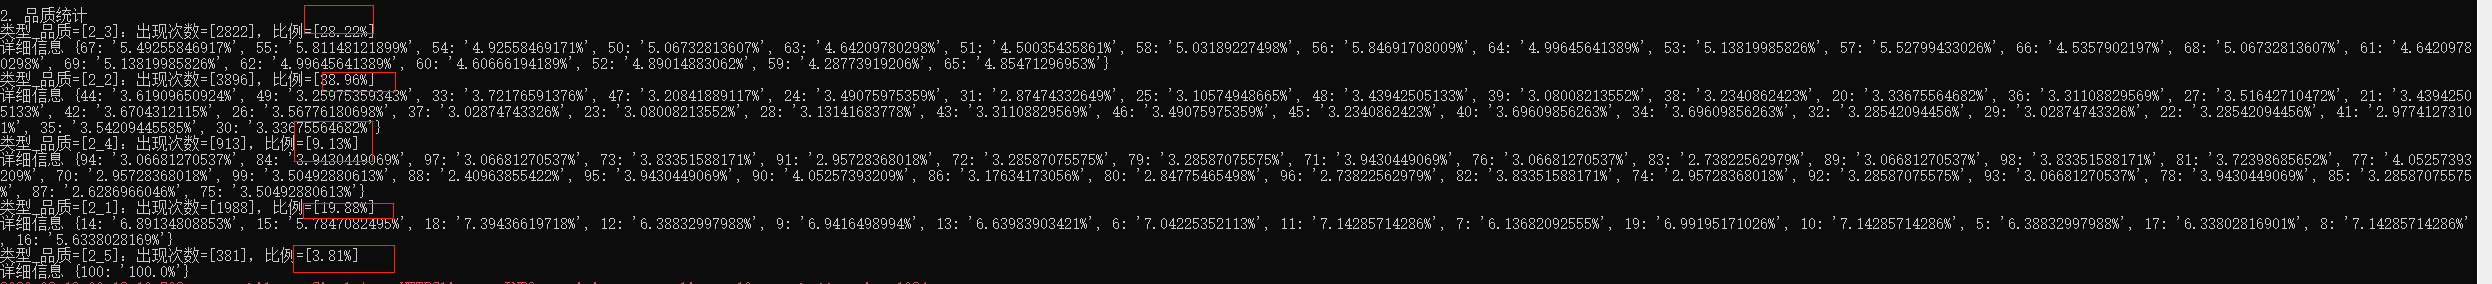 2. 品质统计
类型_品质=[2_3]: 出现次数=[2822], 比例=[28.22%]
详细信息 {67: '5.49255846917%', 55: '5.81148121899%', 54: '4.92558469171%', 50: '5.06732813607%', 63: '4.64209780298%', 51: '4.50035435861%', 58: '5.03189227498%', 56: '5.84691708009%', 64: '4.99645641389%', 53: '5.13819985826%', 57: '5.52799433026%', 66: '4.5357902197%', 68: '5.06732813607%', 61: '4.6420978
0298%', 69: '5.13819985826%', 62: '4.99645641389%', 60: '4.60666194189%', 52: '4.89014883062%', 59: '4.28773919206%', 65: '4.85471296953%'}
类型_品质=[2_2]: 出现次数=[3896], 比例=[38.96%]
详细信息 {44: '3.61909650924%', 49: '3.25975359343%', 33: '3.72176591376%', 47: '3.20841889117%', 24: '3.49075975359%', 31: '2.87474332649%', 25: '3.10574948665%', 48: '3.43942505133%', 39: '3.08008213552%', 38: '3.2340862423%', 20: '3.33675564682%', 36: '3.31108829569%', 27: '3.51642710472%', 21: '3.4394250
5133%', 42: '3.6704312115%', 26: '3.56776180698%', 37: '3.02874743326%', 23: '3.08008213552%', 28: '3.13141683778%', 43: '3.31108829569%', 46: '3.49075975359%', 45: '3.2340862423%', 40: '3.69609856263%', 34: '3.69609856263%', 32: '3.28542094456%', 29: '3.02874743326%', 22: '3.28542094456%', 41: '2.9774127310
1%', 35: '3.54209445585%', 30: '3.33675564682%'}
类型_品质=[2_4]: 出现次数=[913], 比例=[9.13%]
详细信息 {94: '3.06681270537%', 84: '3.9430449069%', 97: '3.06681270537%', 73: '3.83351588171%', 91: '2.95728368018%', 72: '3.28587075575%', 79: '3.28587075575%', 71: '3.9430449069%', 76: '3.06681270537%', 83: '2.73822562979%', 89: '3.06681270537%', 98: '3.83351588171%', 81: '3.72398685652%', 77: '4.05257393
209%', 70: '2.95728368018%', 99: '3.50492880613%', 88: '2.40963855422%', 95: '3.9430449069%', 90: '4.05257393209%', 86: '3.17634173056%', 80: '2.84775465498%', 96: '2.73822562979%', 82: '3.83351588171%', 74: '2.95728368018%', 92: '3.28587075575%', 93: '3.06681270537%', 78: '3.9430449069%', 85: '3.28587075575
%', 87: '2.6286966046%', 75: '3.50492880613%'}
类型_品质=[2_1]: 出现次数=[1988], 比例=[19.88%]
详细信息 {14: '6.89134808853%', 15: '5.7847082495%', 18: '7.39436619718%', 12: '6.38832997988%', 9: '6.9416498994%', 13: '6.63983903421%', 6: '7.04225352113%', 11: '7.14285714286%', 7: '6.13682092555%', 19: '6.99195171026%', 10: '7.14285714286%', 5: '6.38832997988%', 17: '6.33802816901%', 8: '7.14285714286%'
, 16: '5.6338028169%'}
类型_品质=[2_5]: 出现次数=[381], 比例=[3.81%]
详细信息 {100: '100.0%'}